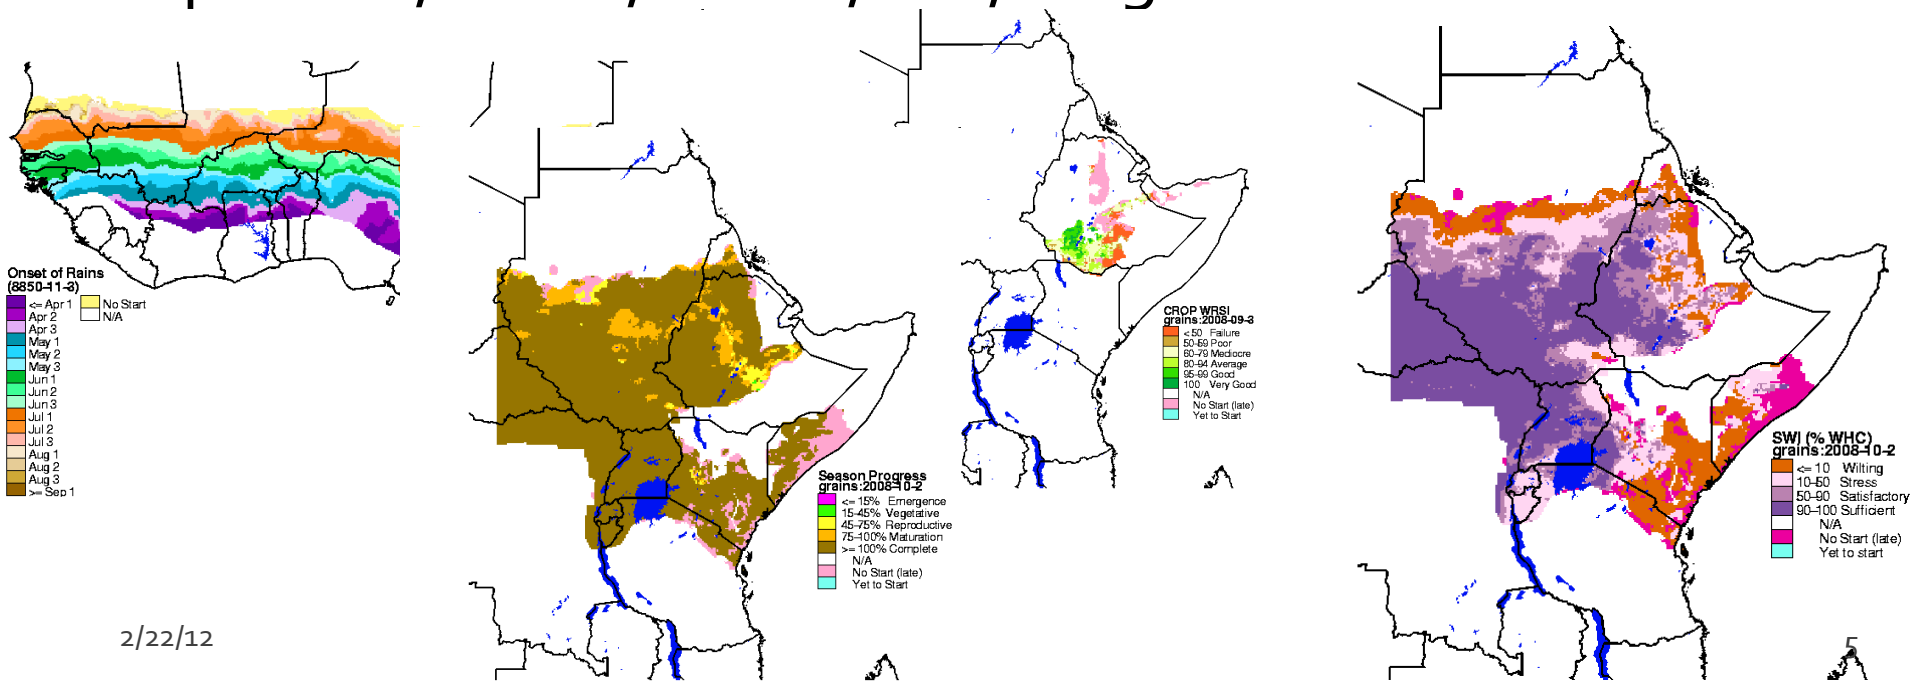 Onset of Rains
(8850-11-3)
<= Apr 1
Apr 2
Apr 3
May 1
May 2
May 3
Jun 1
Jun 2
Jun 3
Jul 1
Jul 2
Jul 3
Aug 1
Aug 2
Aug 3
>= Sep 1
No Start
N/A
Season Progress
grains:2008-10-2
<= 15% Emergence
15-45% Vegetative
45-75% Reproductive
75-100% Maturation
>= 100% Complete
N/A
No Start (late)
Yet to Start
CROP WRSI
grains:2008-09-3
<50 Failure
50-59 Poor
60-79 Mediocre
80-94 Average
95-99 Good
100 Very Good
N/A
No Start (late)
Yet to Start
SWI (% WHC)
grains:2008-10-2
<= 10 Wilting
10-50 Stress
50-90 Satisfactory
90-100 Sufficient
N/A
No Start (late)
Yet to start
2/22/12
5